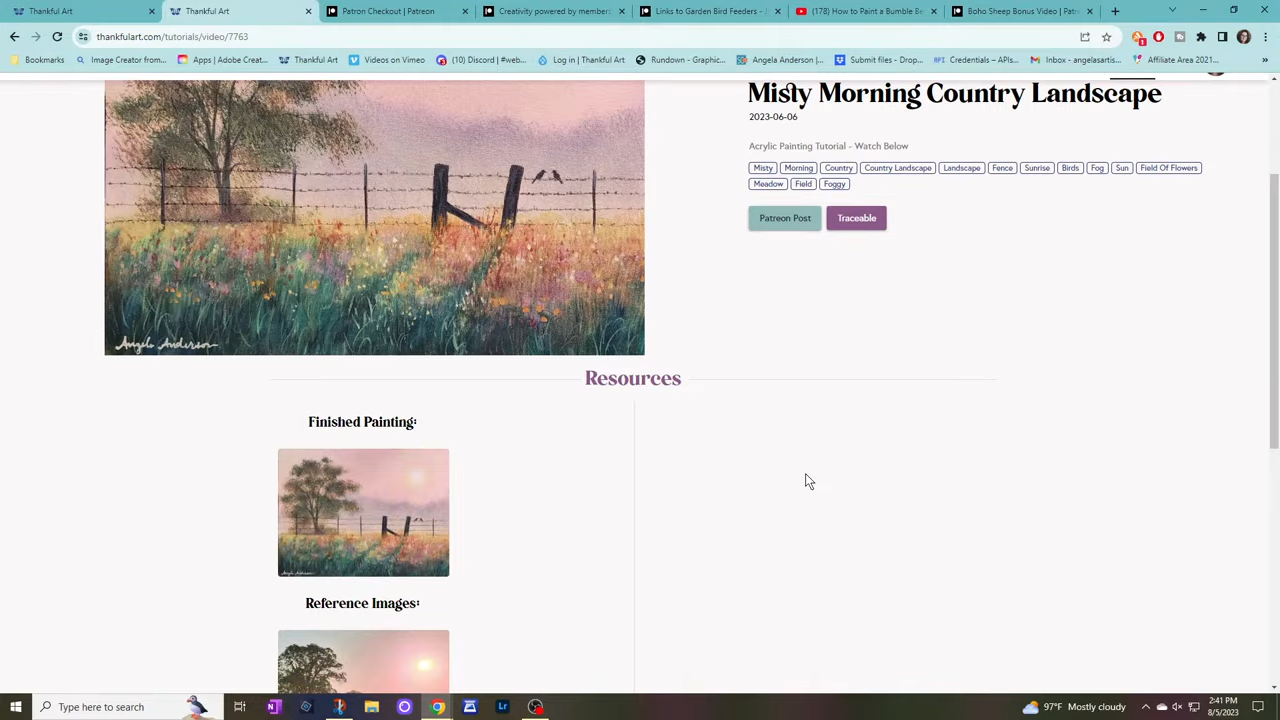 Thankful Art
Thankful Art
Patron Checkout | Patreon
Creativity powered by members
Links to Garden Bird Feeders -
(178) How to Paint a Bumble Be
Boho Sheep Bonus Video | Patr
thankfulart.com/tutorials/video/7763
Bookmarks
Image Creator from...
Apps | Adobe Creat...
Thankful Art
Videos on Vimeo
(10) Discord | #web...
Log in | Thankful Art
Rundown - Graphic...
Angela Anderson |...
Submit files - Drop...
Credentials – APIs...
Inbox - angelasartis...
Affiliate Area 2021...
Misty Morning Country Landscape
2023-06-06
Acrylic Painting Tutorial - Watch Below
Misty Morning Country Country Landscape Landscape Fence Sunrise Birds Fog Sun Field Of Flowers
Meadow Field Foggy
Patreon Post Traceable
Angela Anderson
Resources
Finished Painting:
Reference Images:
Type here to search
97°F Mostly cloudy
2:41 PM
8/5/2023